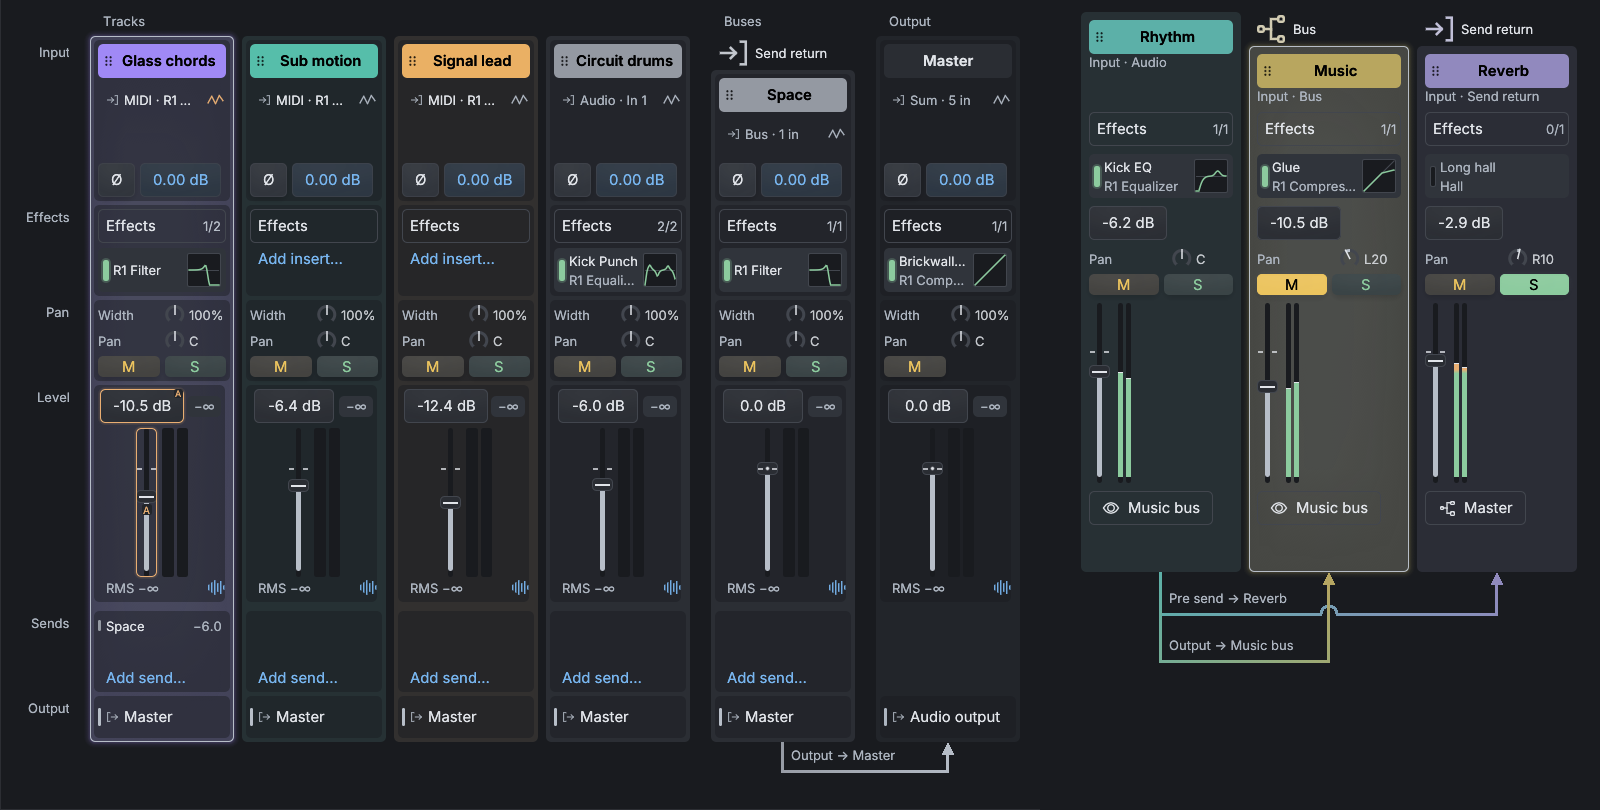 Tracks
Buses
Output
Input
Send return
Glass chords
Sub motion
Signal lead
Circuit drums
Space
Master
MIDI · R1 ...
MIDI · R1 ...
MIDI · R1 ...
Audio · In 1
Bus · 1 in
Sum · 5 in
Ø 0.00 dB
Ø 0.00 dB
Ø 0.00 dB
Ø 0.00 dB
Ø 0.00 dB
Ø 0.00 dB
Effects
Effects 1/2
Effects
Effects
Effects 2/2
Effects 1/1
Effects 1/1
R1 Filter
Add insert...
Add insert...
Kick Punch
R1 Equali...
R1 Filter
Brickwall...
R1 Comp...
Pan
Width 100%
Width 100%
Width 100%
Width 100%
Width 100%
Width 100%
Pan C
Pan C
Pan C
Pan C
Pan C
Pan C
M S
M S
M S
M S
M S
M
Level
-10.5 dB A -∞
-6.4 dB -∞
-12.4 dB -∞
-6.0 dB -∞
0.0 dB -∞
0.0 dB -∞
A
RMS -∞
RMS -∞
RMS -∞
RMS -∞
RMS -∞
RMS -∞
Sends
Space -6.0
Add send...
Add send...
Add send...
Add send...
Add send...
Output
Master
Master
Master
Master
Master
Audio output
Output → Master
Rhythm
Input · Audio
Effects 1/1
Kick EQ
R1 Equalizer
-6.2 dB
Pan C
M S
Music bus
Bus
Music
Input · Bus
Effects 1/1
Glue
R1 Compres...
-10.5 dB
Pan L20
M S
Music bus
Send return
Reverb
Input · Send return
Effects 0/1
Long hall
Hall
-2.9 dB
Pan R10
M S
Master
Pre send → Reverb
Output → Music bus